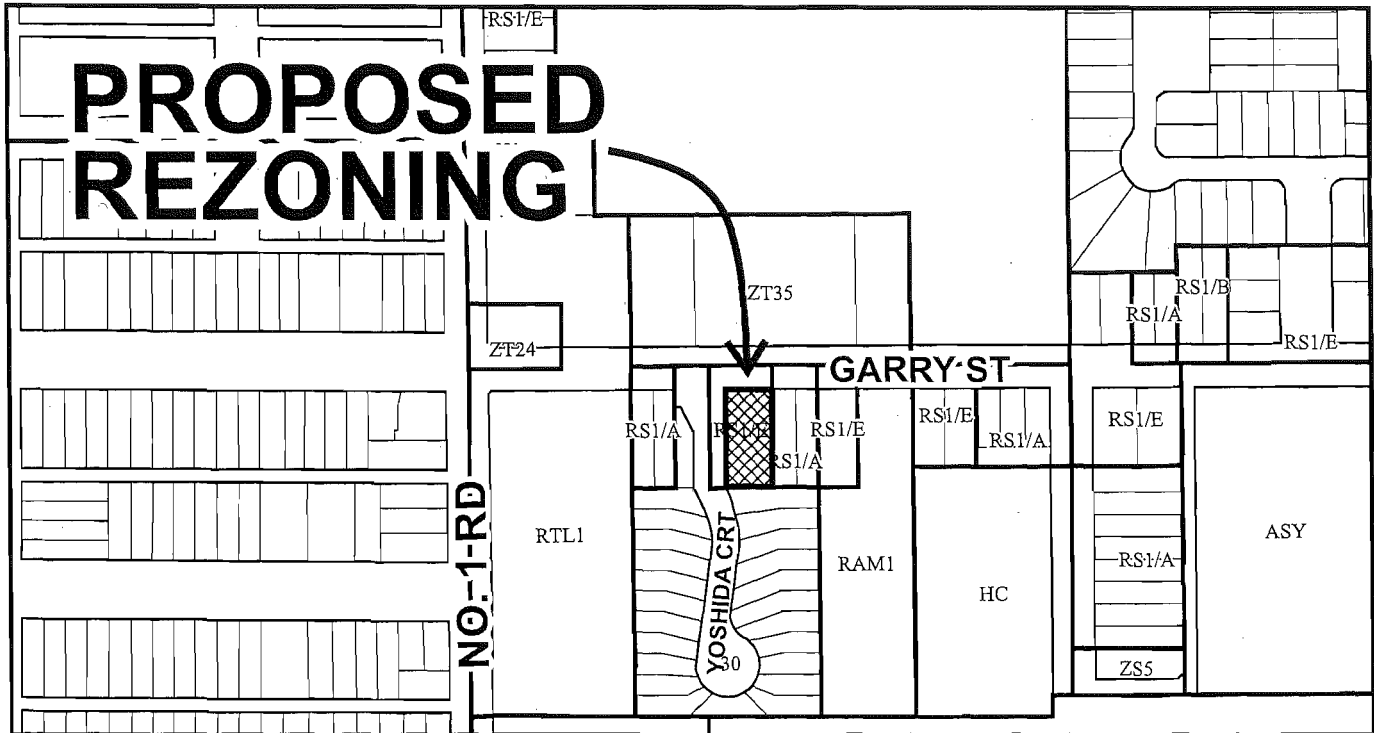 RS1/E
PROPOSED
REZONING
ZT35
ZT24
RS1/A
RS1/B
RS1/E
GARRY ST
RS1/A
RS1/E
RS1/A
RS1/E
RS1/E
RS1/A
RS1/E
NO. 1 RD
RTL1
YOSHIDA CRT
30
RAM1
HC
RS1/A
ASY
ZS5